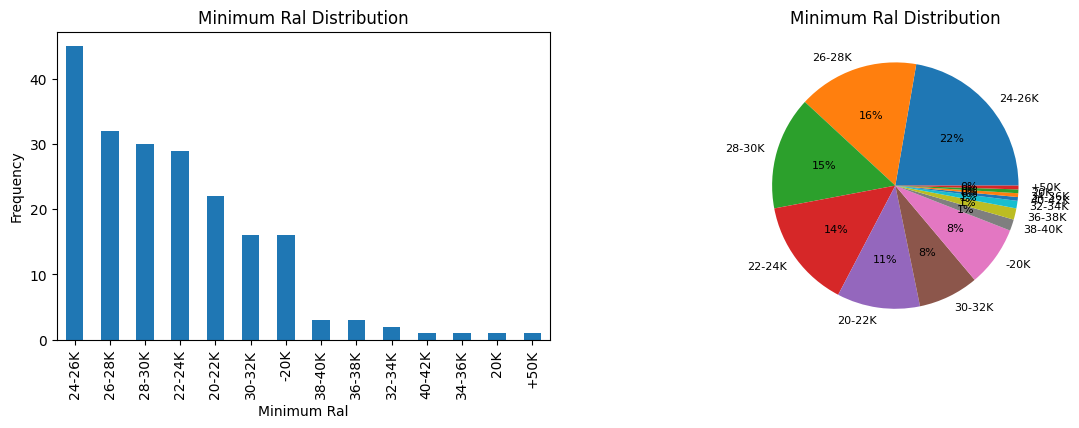 Minimum Ral Distribution
Frequency
40
30
20
10
0
24-26K
26-28K
28-30K
22-24K
20-22K
30-32K
-20K
38-40K
36-38K
32-34K
40-42K
34-36K
20K
+50K
Minimum Ral
Minimum Ral Distribution
26-28K
24-26K
16%
22%
28-30K
15%
+50K
32-34K
36-38K
1%
38-40K
14%
8%
22-24K
11%
8%
-20K
30-32K
20-22K